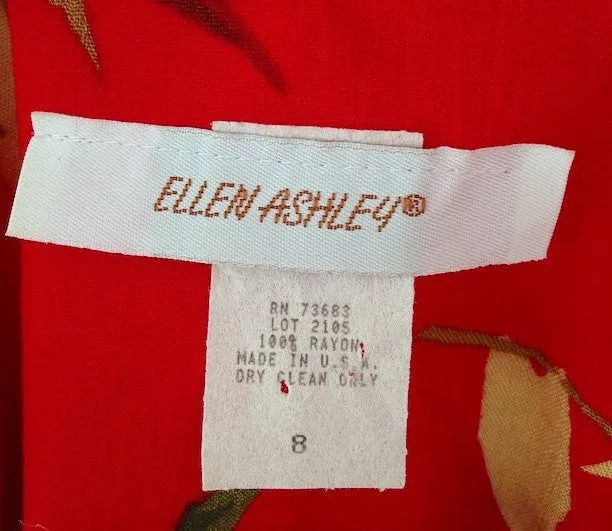 ELLEN ASHLEY®
RN 73683
LOT 2105
100% RAYON
MADE IN U.S.A.
DRY CLEAN ONLY
8